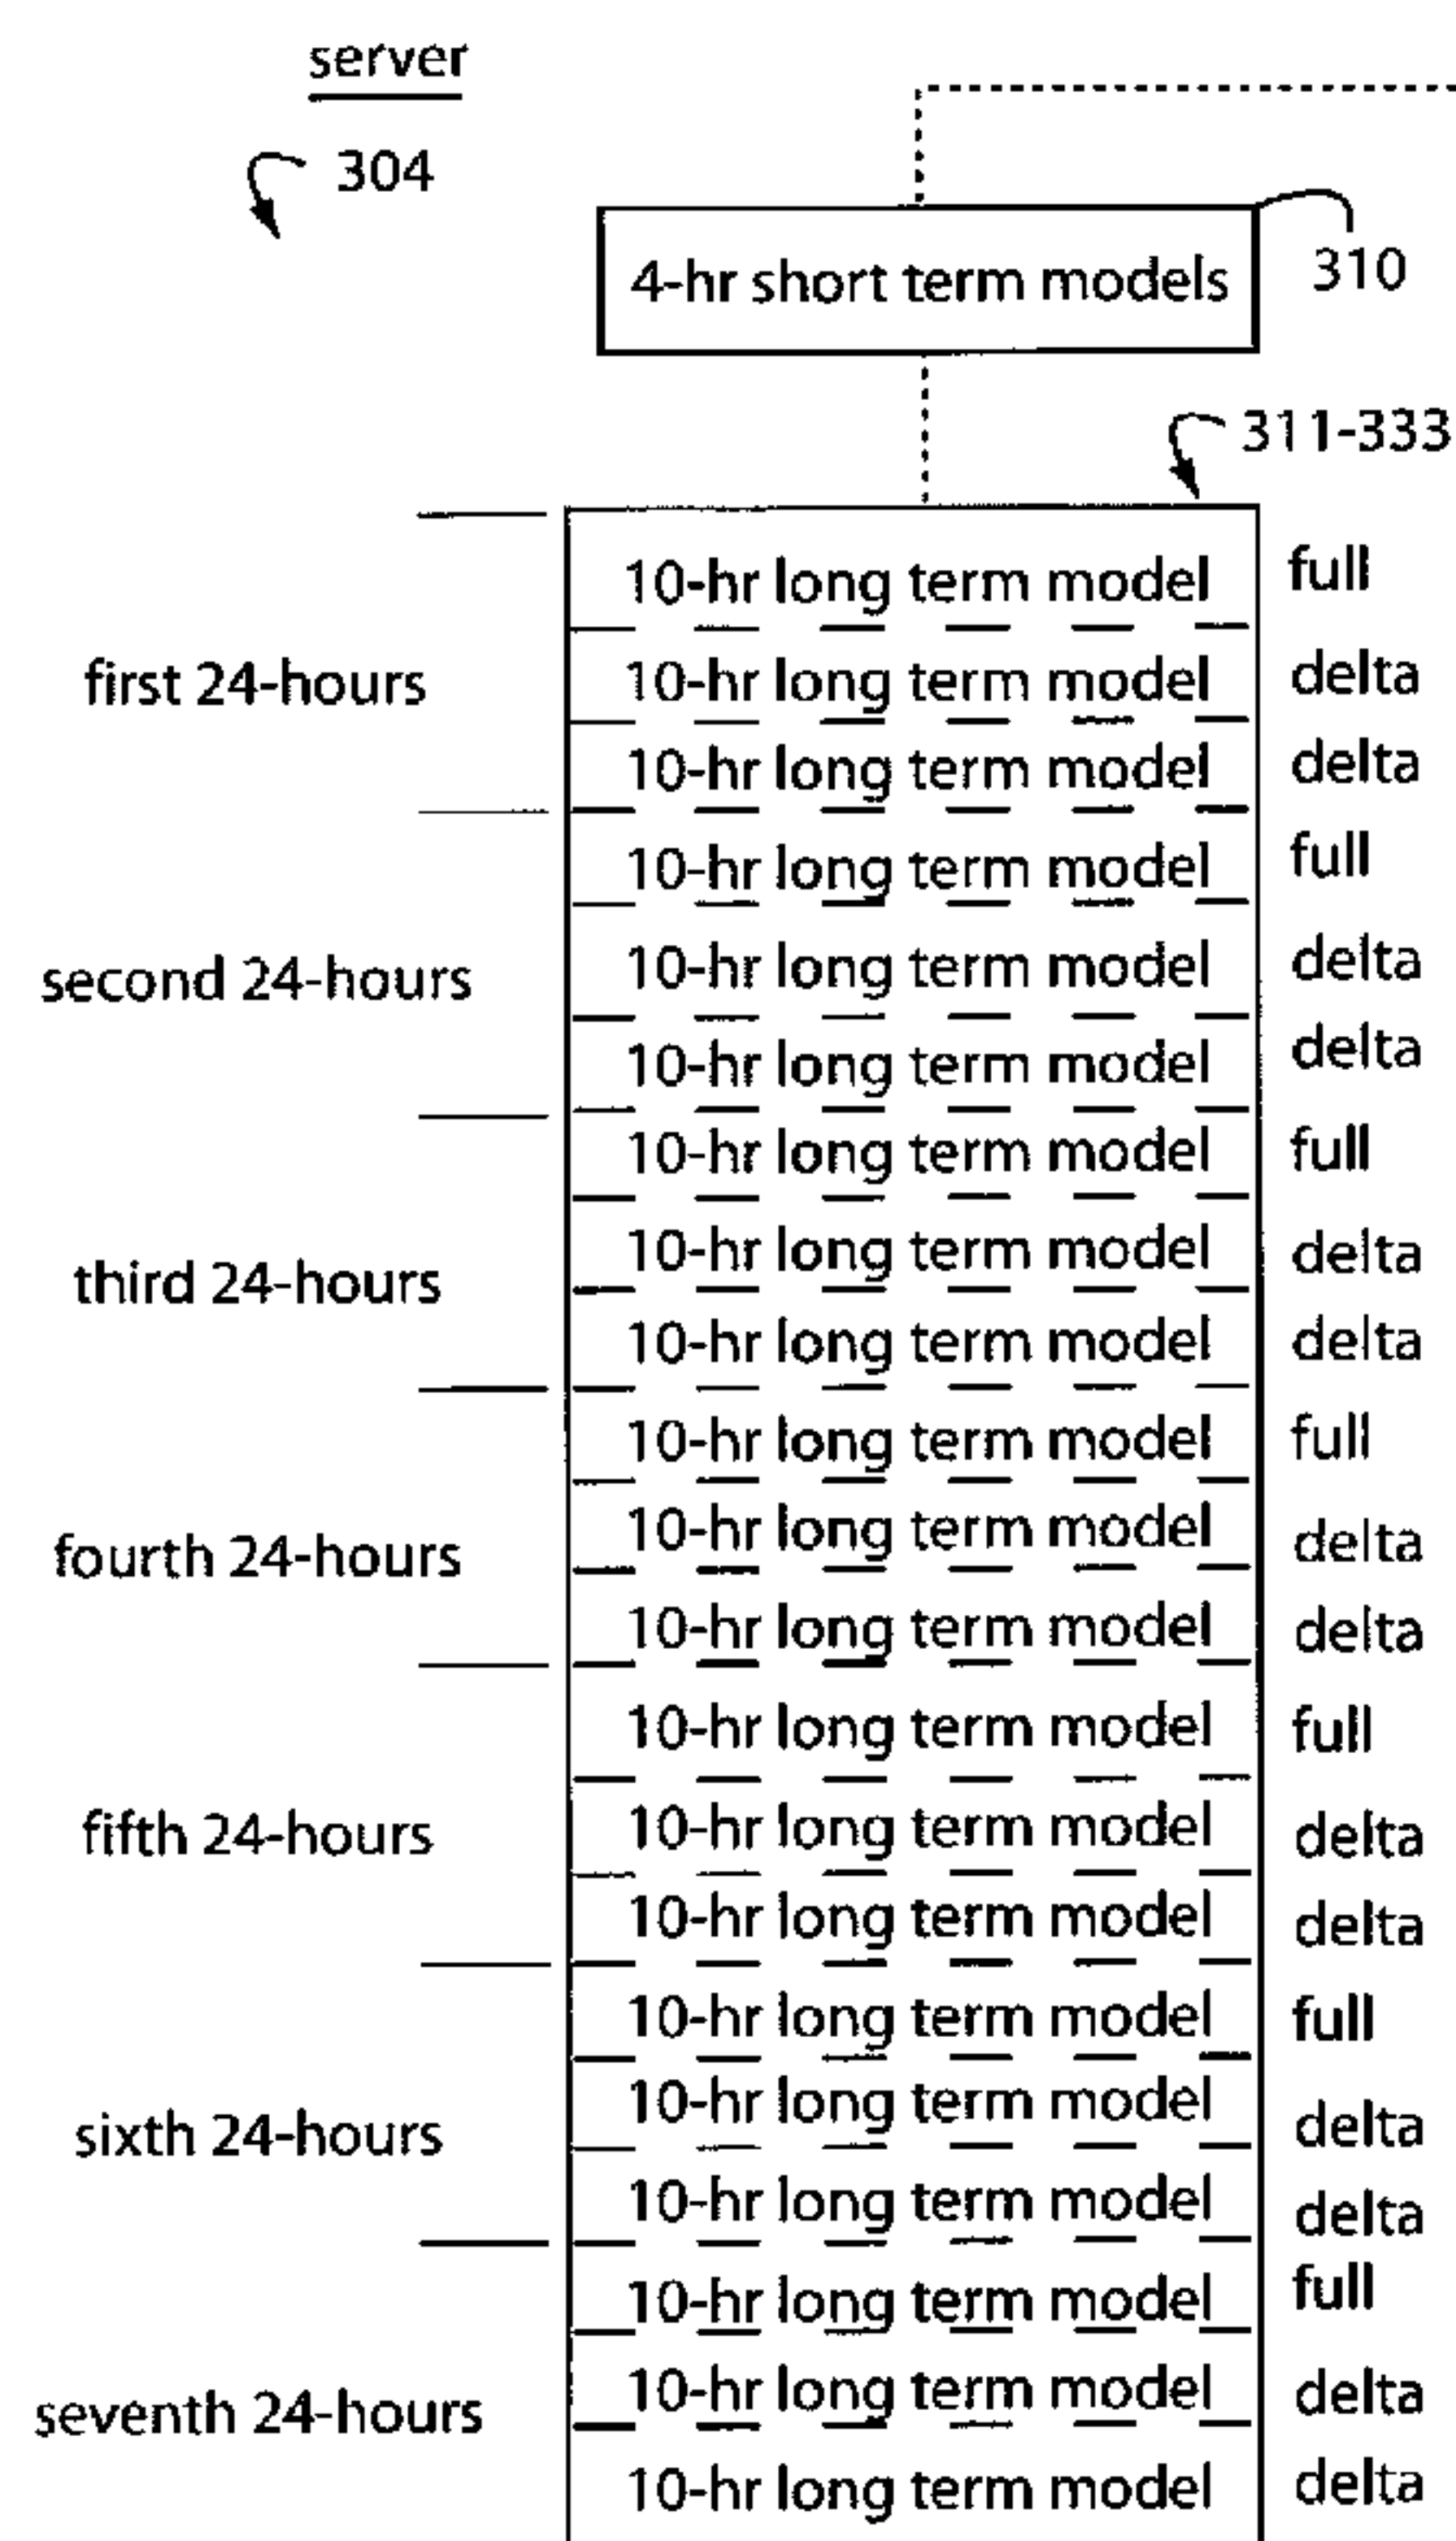 server
304
4-hr short term models
310
311-333
10-hr long term model full
first 24-hours 10-hr long term model delta
10-hr long term model delta
10-hr long term model full
second 24-hours 10-hr long term model delta
10-hr long term model delta
10-hr long term model full
third 24-hours 10-hr long term model delta
10-hr long term model delta
10-hr long term model full
fourth 24-hours 10-hr long term model delta
10-hr long term model delta
10-hr long term model full
fifth 24-hours 10-hr long term model delta
10-hr long term model delta
10-hr long term model full
sixth 24-hours 10-hr long term model delta
10-hr long term model delta
10-hr long term model full
seventh 24-hours 10-hr long term model delta
10-hr long term model delta